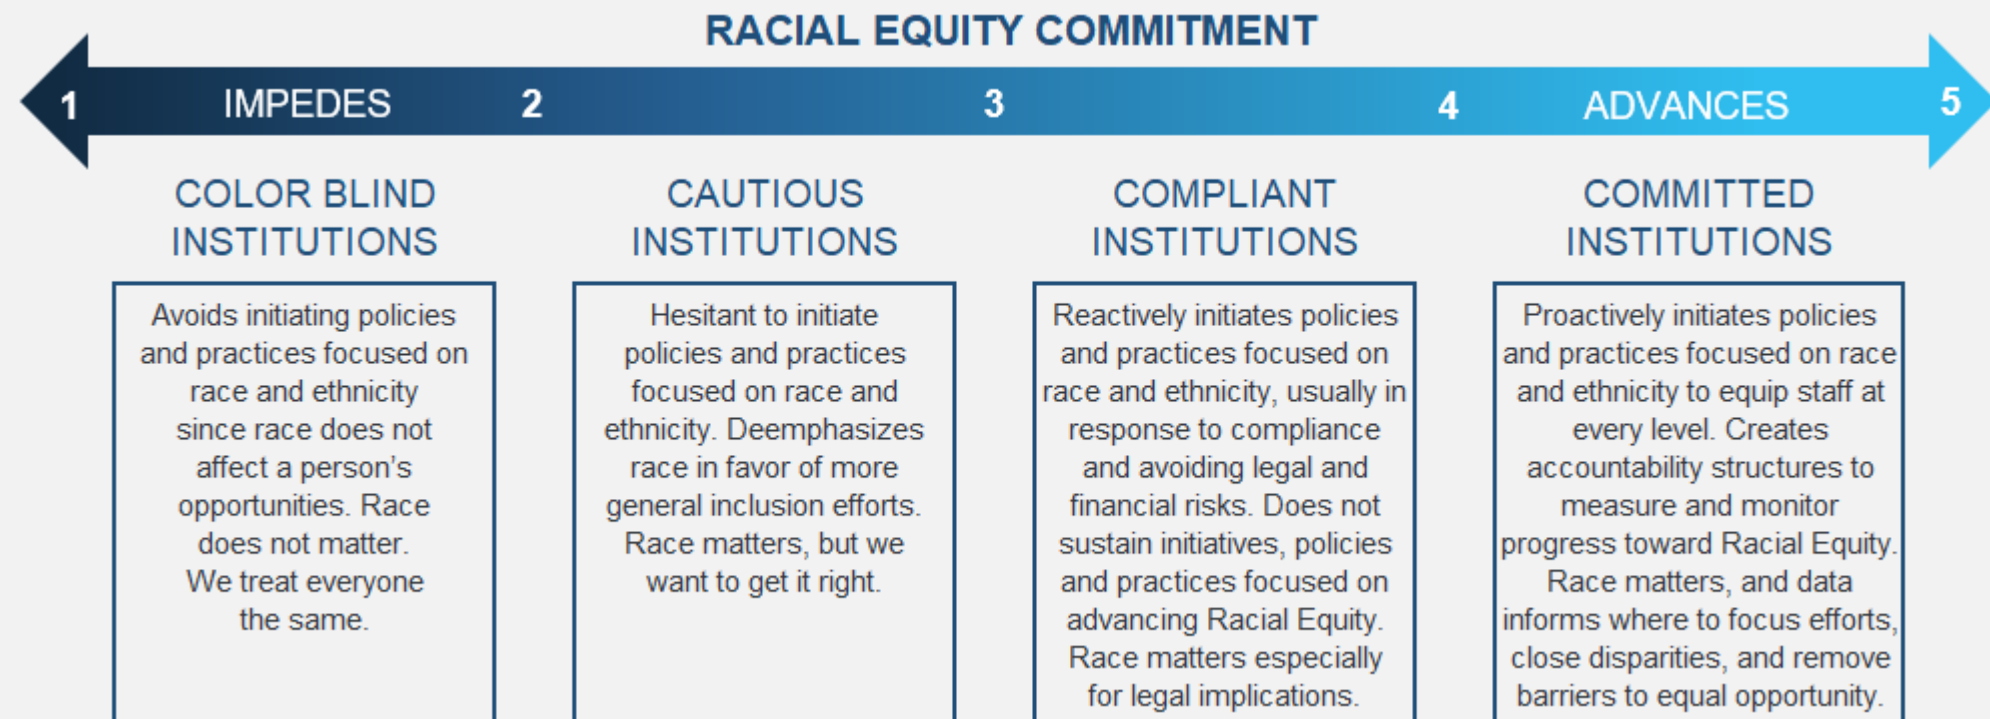 RACIAL EQUITY COMMITMENT
1 IMPEDES 2 3 4 ADVANCES 5
COLOR BLIND
INSTITUTIONS
Avoids initiating policies
and practices focused on
race and ethnicity
since race does not
affect a person's
opportunities. Race
does not matter.
We treat everyone
the same.
CAUTIOUS
INSTITUTIONS
Hesitant to initiate
policies and practices
focused on race and
ethnicity. Deemphasizes
race in favor of more
general inclusion efforts.
Race matters, but we
want to get it right.
COMPLIANT
INSTITUTIONS
Reactively initiates policies
and practices focused on
race and ethnicity, usually in
response to compliance
and avoiding legal and
financial risks. Does not
sustain initiatives, policies
and practices focused on
advancing Racial Equity.
Race matters especially
for legal implications.
COMMITTED
INSTITUTIONS
Proactively initiates policies
and practices focused on race
and ethnicity to equip staff at
every level. Creates
accountability structures to
measure and monitor
progress toward Racial Equity.
Race matters, and data
informs where to focus efforts,
close disparities, and remove
barriers to equal opportunity.